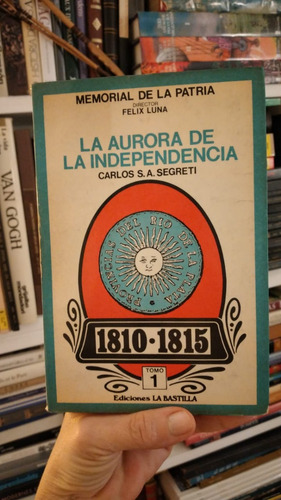 MEMORIAL DE LA PATRIA
DIRECTOR
FELIX LUNA
LA AURORA DE
LA INDEPENDENCIA
CARLOS S.A. SEGRETI
PROVINCIAS DEL RIO DE LA PLATA
1810·1815
TOMO
1
Ediciones LA BASTILLA
VAN GOGH